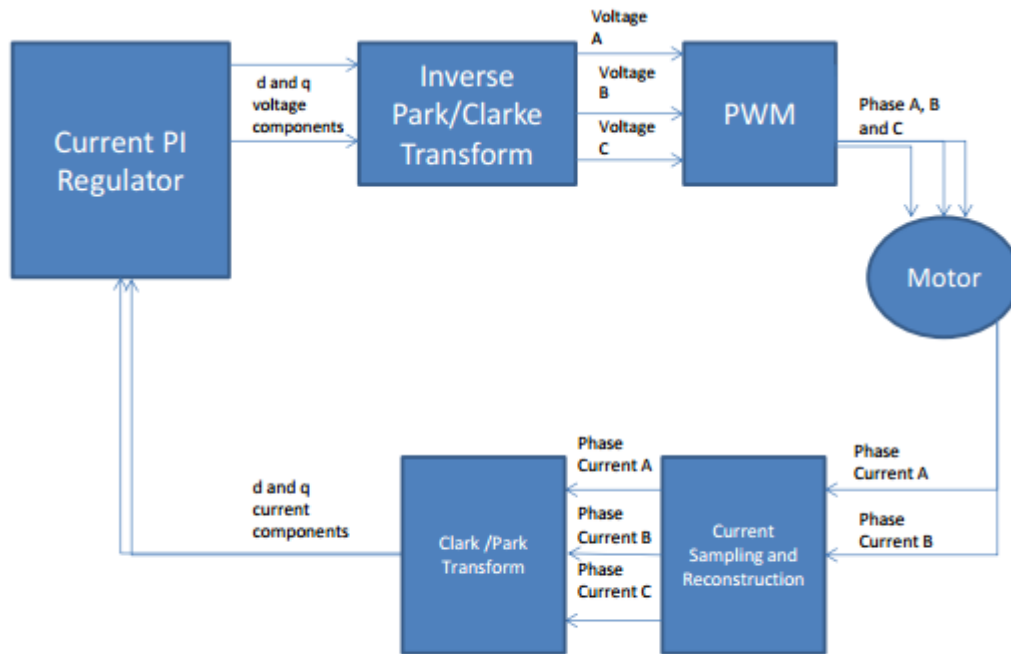 Current PI
Regulator
d and q
voltage
components
Inverse
Park/Clarke
Transform
Voltage
A
Voltage
B
Voltage
C
PWM
Phase A, B
and C
Motor
Phase
Current A
Phase
Current B
Current
Sampling and
Reconstruction
Phase
Current A
Phase
Current B
Phase
Current C
Clark /Park
Transform
d and q
current
components